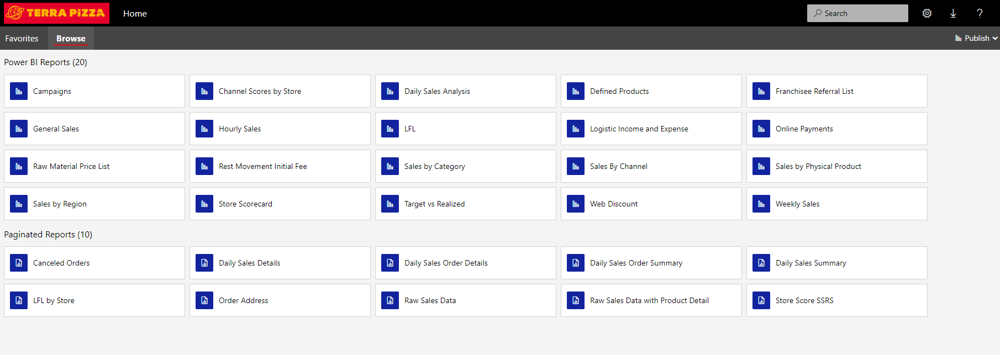 TERRA PiZZA Home Search ?
Favorites Browse Publish
Power BI Reports (20)
Campaigns Channel Scores by Store Daily Sales Analysis Defined Products Franchisee Referral List
General Sales Hourly Sales LFL Logistic Income and Expense Online Payments
Raw Material Price List Rest Movement Initial Fee Sales by Category Sales By Channel Sales by Physical Product
Sales by Region Store Scorecard Target vs Realized Web Discount Weekly Sales
Paginated Reports (10)
Canceled Orders Daily Sales Details Daily Sales Order Details Daily Sales Order Summary Daily Sales Summary
LFL by Store Order Address Raw Sales Data Raw Sales Data with Product Detail Store Score SSRS